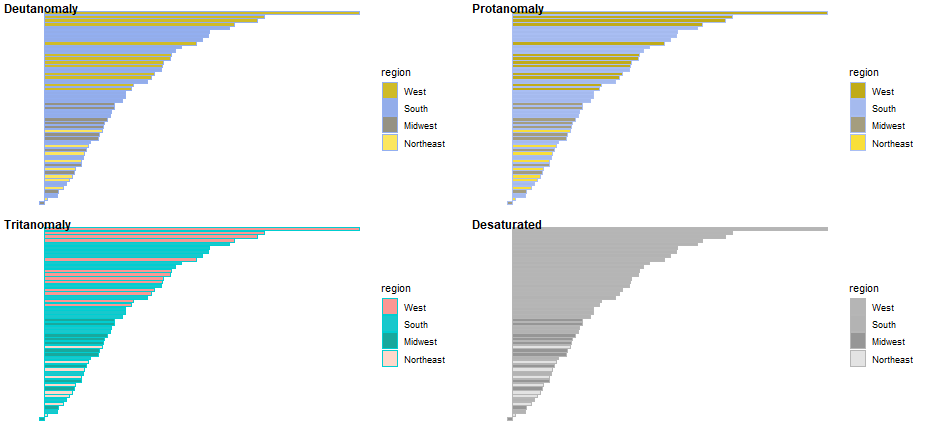 Deutanomaly
region
West
South
Midwest
Northeast
Protanomaly
region
West
South
Midwest
Northeast
Tritanomaly
region
West
South
Midwest
Northeast
Desaturated
region
West
South
Midwest
Northeast